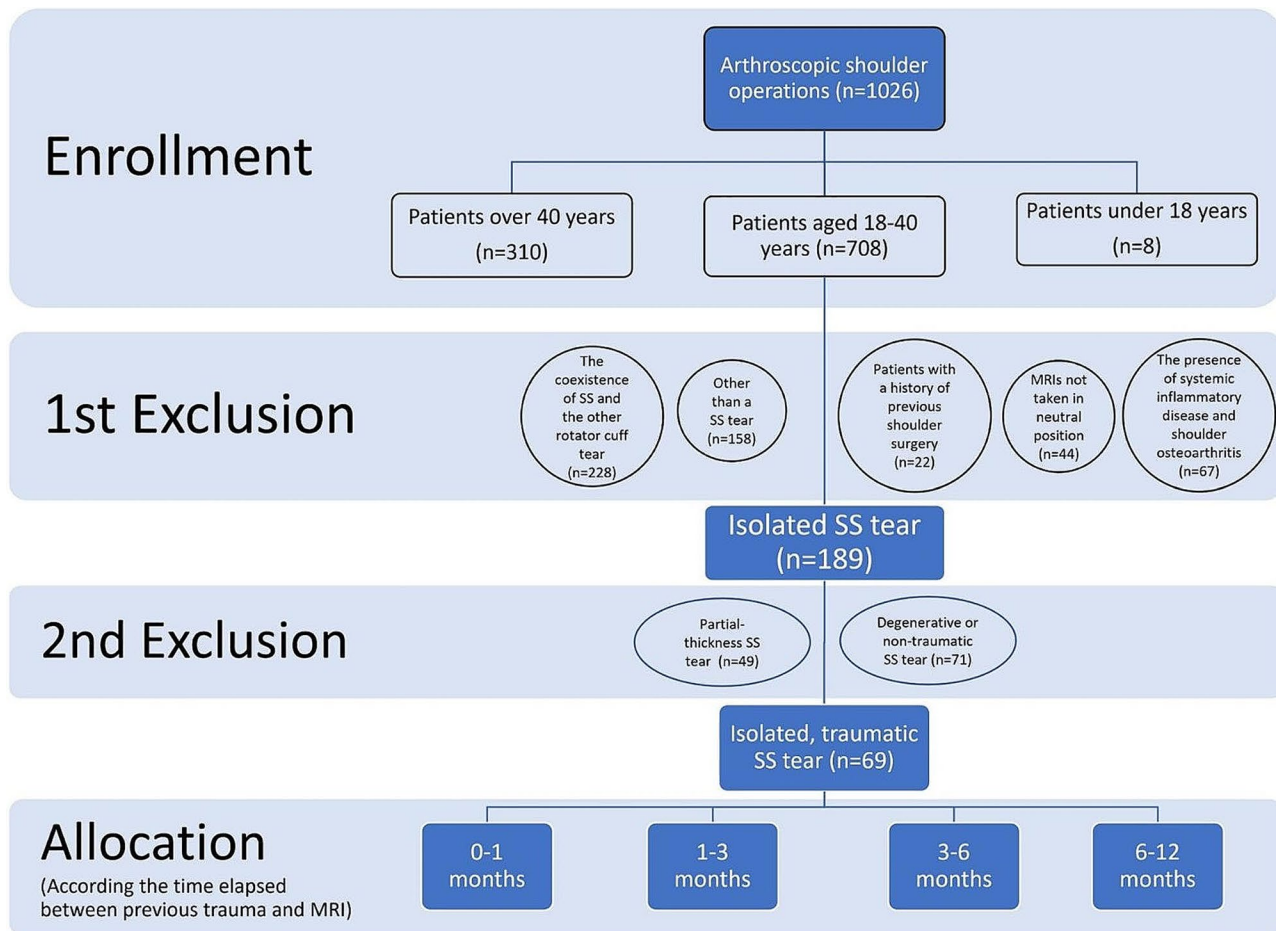 Enrollment
Arthroscopic shoulder
operations (n=1026)
Patients over 40 years
(n=310)
Patients aged 18-40
years (n=708)
Patients under 18 years
(n=8)
1st Exclusion
The
coexistence
of SS and
the other
rotator cuff
tear
(n=228)
Other
than a
SS tear
(n=158)
Patients with
a history of
previous
shoulder
surgery
(n=22)
MRIs not
taken in
neutral
position
(n=44)
The presence
of systemic
inflammatory
disease and
shoulder
osteoarthritis
(n=67)
Isolated SS tear
(n=189)
2nd Exclusion
Partial-
thickness SS
tear (n=49)
Degenerative or
non-traumatic
SS tear (n=71)
Isolated, traumatic
SS tear (n=69)
Allocation
(According the time elapsed
between previous trauma and MRI)
0-1
months
1-3
months
3-6
months
6-12
months